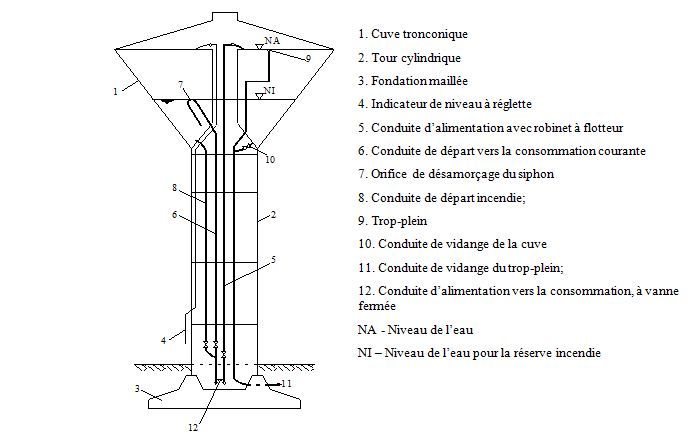 NA
9
NI
7
1
10
8
6
2
5
4
3
11
12
1. Cuve tronconique
2. Tour cylindrique
3. Fondation maillée
4. Indicateur de niveau à réglette
5. Conduite d'alimentation avec robinet à flotteur
6. Conduite de départ vers la consommation courante
7. Orifice de désamorçage du siphon
8. Conduite de départ incendie;
9. Trop-plein
10. Conduite de vidange de la cuve
11. Conduite de vidange du trop-plein;
12. Conduite d'alimentation vers la consommation, à vanne
fermée
NA - Niveau de l'eau
NI – Niveau de l'eau pour la réserve incendie